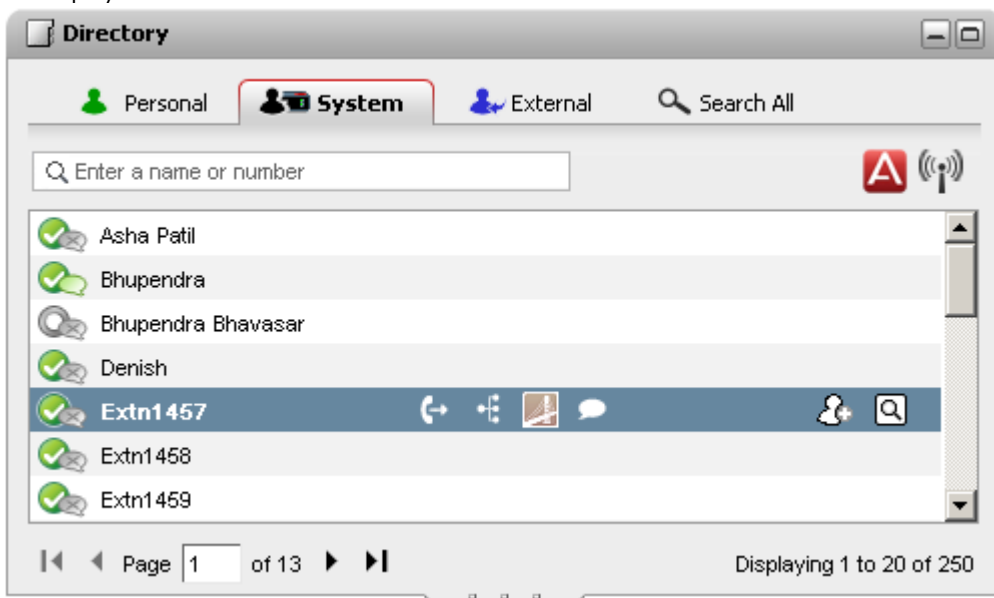 Directory
Personal System External Search All
Enter a name or number
Asha Patil
Bhupendra
Bhupendra Bhavasar
Denish
Extn1457
Extn1458
Extn1459
Page 1 of 13 Displaying 1 to 20 of 250